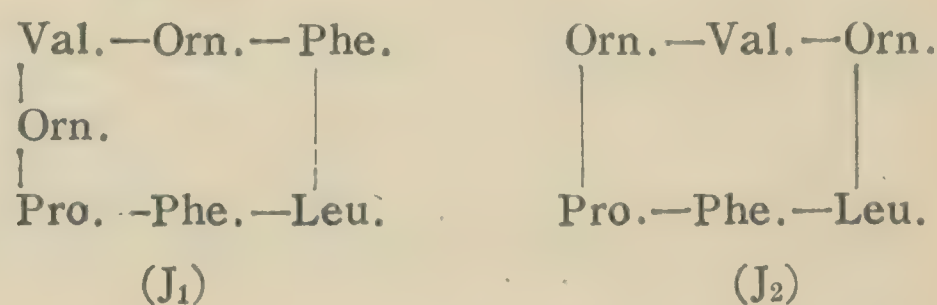 Val.—Orn.—Phe. Orn.—Val.—Orn.
Orn.
Pro.--Phe.—Leu. Pro.—Phe.—Leu.
(J₁) (J₂)